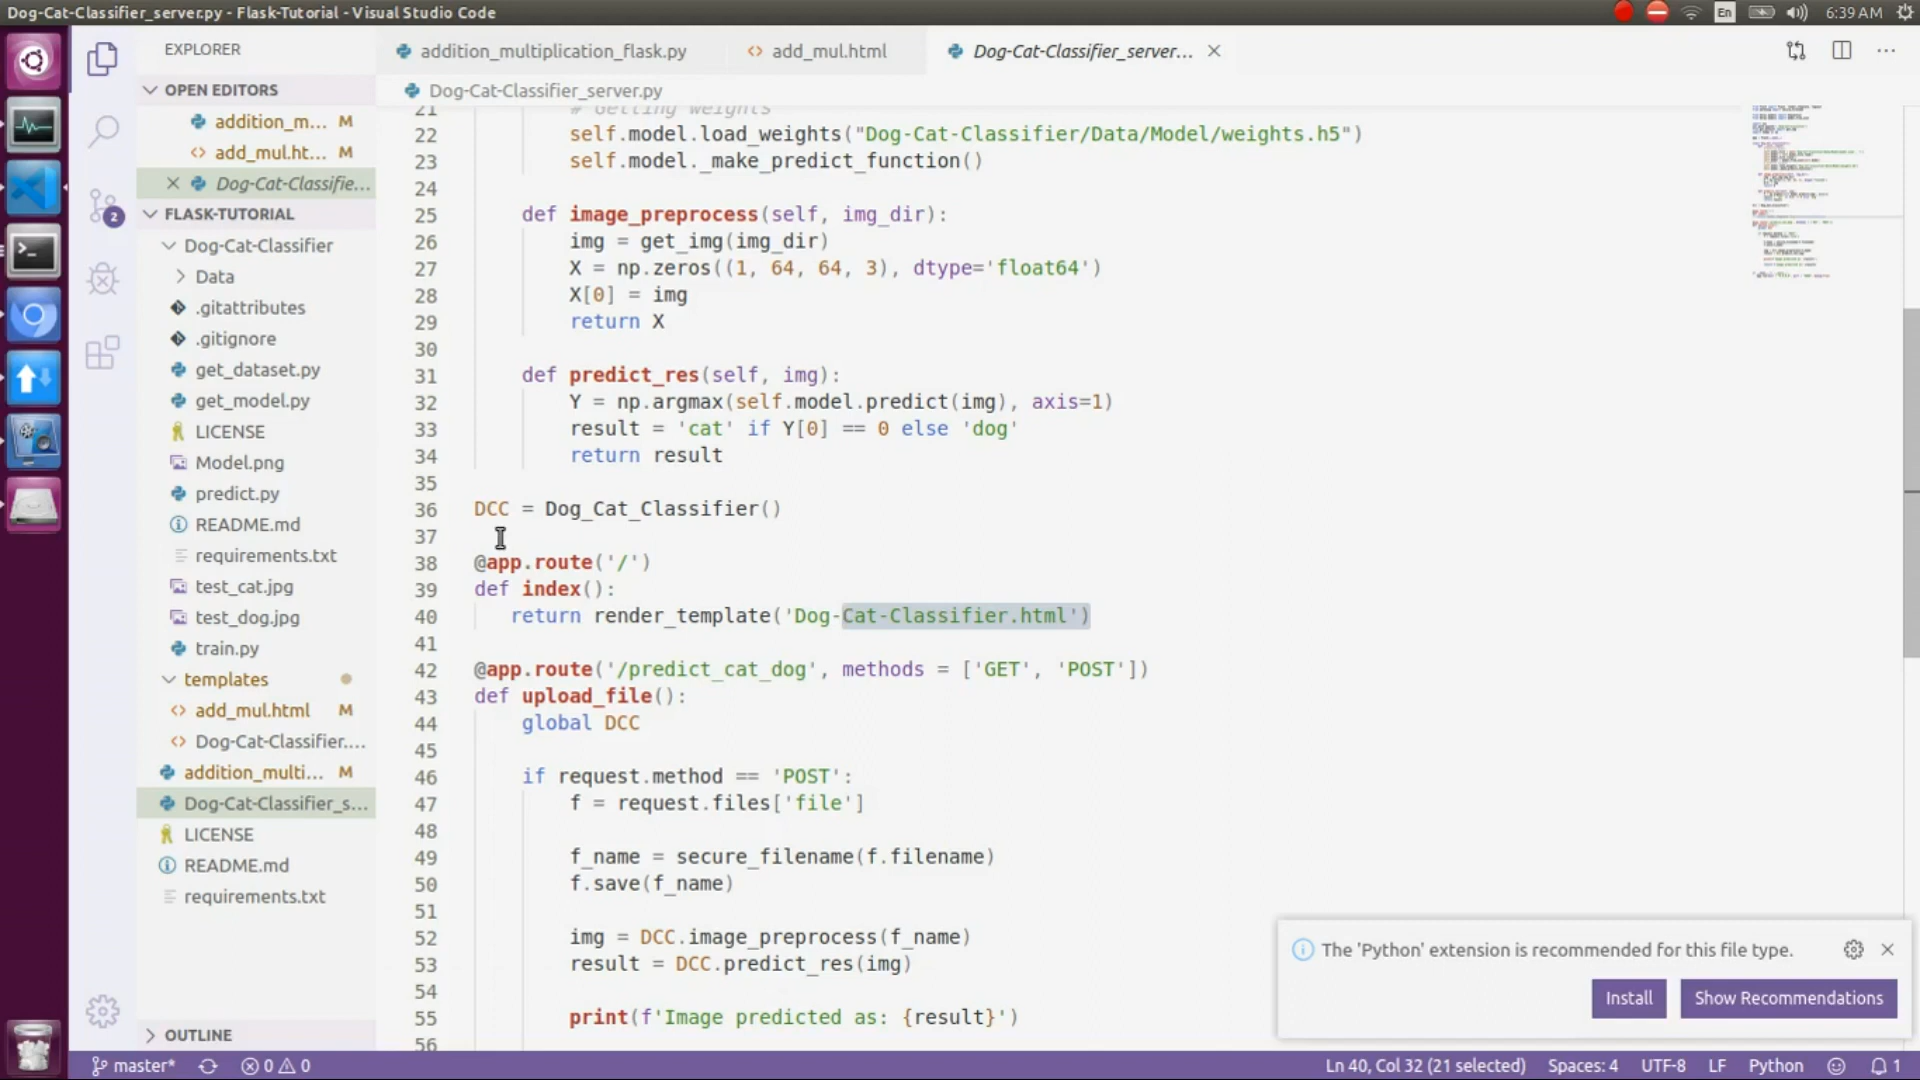 Dog-Cat-Classifier_server.py - Flask-Tutorial - Visual Studio Code
En
6:39 AM
EXPLORER
addition_multiplication_flask.py
<> add_mul.html
Dog-Cat-Classifier_server...
OPEN EDITORS
Dog-Cat-Classifier_server.py
addition_m... M
<> add_mul.ht... M
Dog-Cat-Classifie...
FLASK-TUTORIAL
Dog-Cat-Classifier
Data
.gitattributes
.gitignore
get_dataset.py
get_model.py
LICENSE
Model.png
predict.py
README.md
requirements.txt
test_cat.jpg
test_dog.jpg
train.py
templates
<> add_mul.html M
<> Dog-Cat-Classifier....
addition_multi... M
Dog-Cat-Classifier_s...
LICENSE
README.md
requirements.txt
OUTLINE
2
21 # Getting weights
22 self.model.load_weights("Dog-Cat-Classifier/Data/Model/weights.h5")
23 self.model._make_predict_function()
24
25 def image_preprocess(self, img_dir):
26 img = get_img(img_dir)
27 X = np.zeros((1, 64, 64, 3), dtype='float64')
28 X[0] = img
29 return X
30
31 def predict_res(self, img):
32 Y = np.argmax(self.model.predict(img), axis=1)
33 result = 'cat' if Y[0] == 0 else 'dog'
34 return result
35
36 DCC = Dog_Cat_Classifier()
37
38 @app.route('/')
39 def index():
40 return render_template('Dog-Cat-Classifier.html')
41
42 @app.route('/predict_cat_dog', methods = ['GET', 'POST'])
43 def upload_file():
44 global DCC
45
46 if request.method == 'POST':
47 f = request.files['file']
48
49 f_name = secure_filename(f.filename)
50 f.save(f_name)
51
52 img = DCC.image_preprocess(f_name)
53 result = DCC.predict_res(img)
54
55 print(f'Image predicted as: {result}')
56
The 'Python' extension is recommended for this file type.
Install
Show Recommendations
master*
0 0
Ln 40, Col 32 (21 selected)
Spaces: 4
UTF-8
LF
Python
1